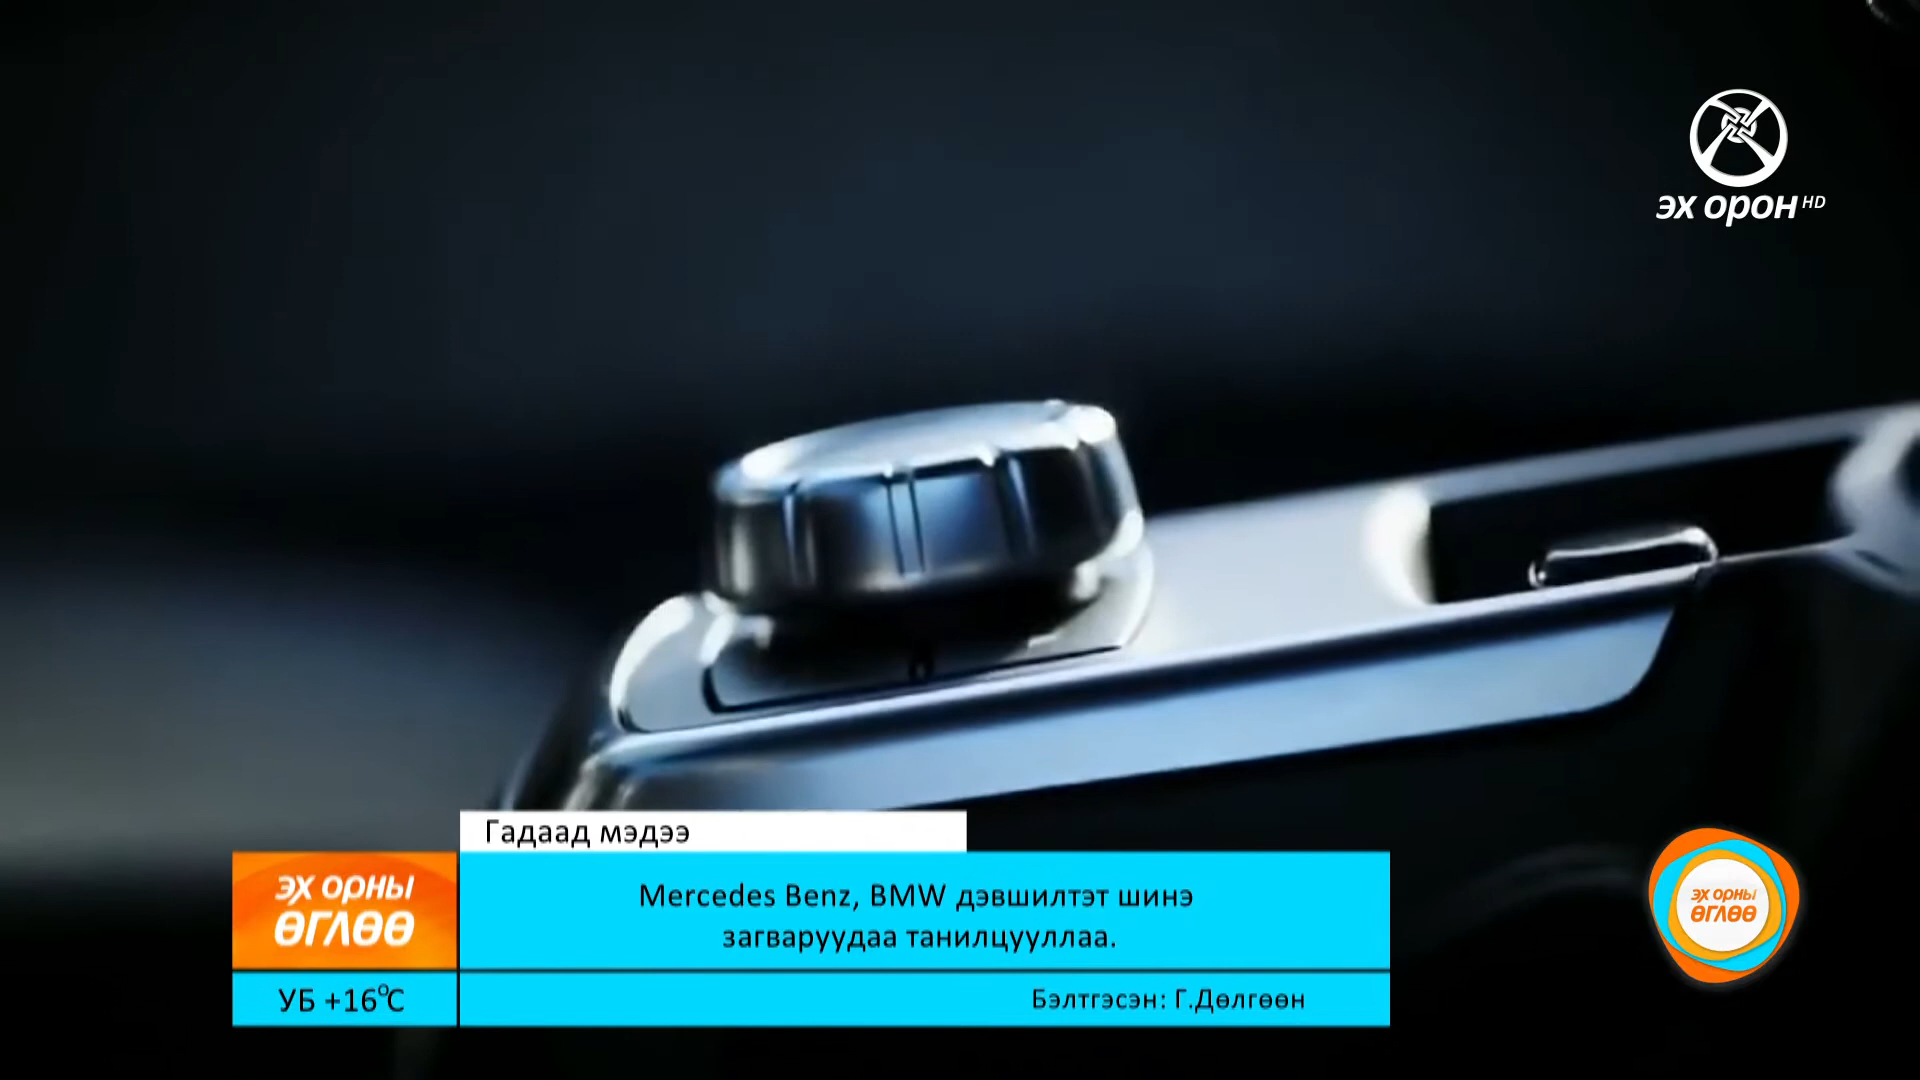 ЭХ ОРОН HD
Гадаад мэдээ
ЭХ ОРНЫ
ӨГЛӨӨ
Mercedes Benz, BMW дэвшилтэт шинэ
загваруудаа танилцууллаа.
ЭХ ОРНЫ
ӨГЛӨӨ
УБ +16°C
Бэлтгэсэн: Г.Дөлгөөн